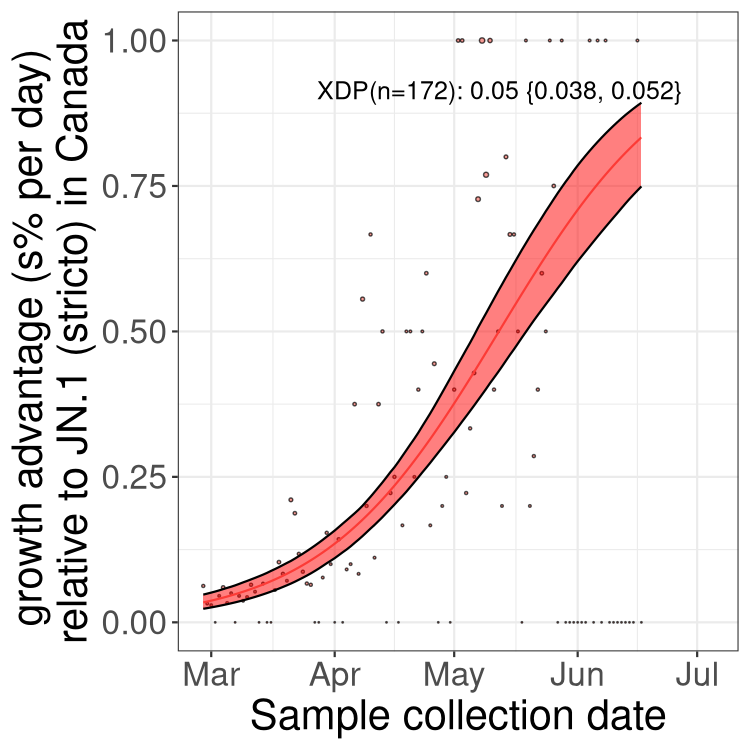 growth advantage (s% per day)
relative to JN.1 (stricto) in Canada
1.00
0.75
0.50
0.25
0.00
XDP(n=172): 0.05 {0.038, 0.052}
Mar Apr May Jun Jul
Sample collection date